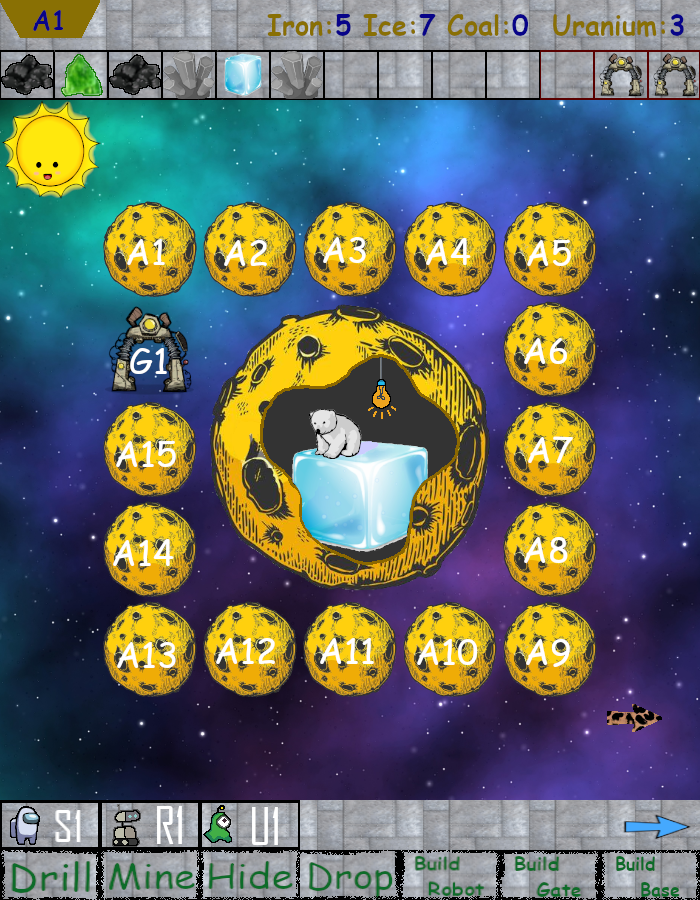 A1
Iron:5 Ice:7 Coal:0 Uranium:3
A1 A2 A3 A4 A5
G1 A6
A15 A7
A14 A8
A13 A12 A11 A10 A9
S1 R1 U1
Drill Mine Hide Drop Build Robot Build Gate Build Base